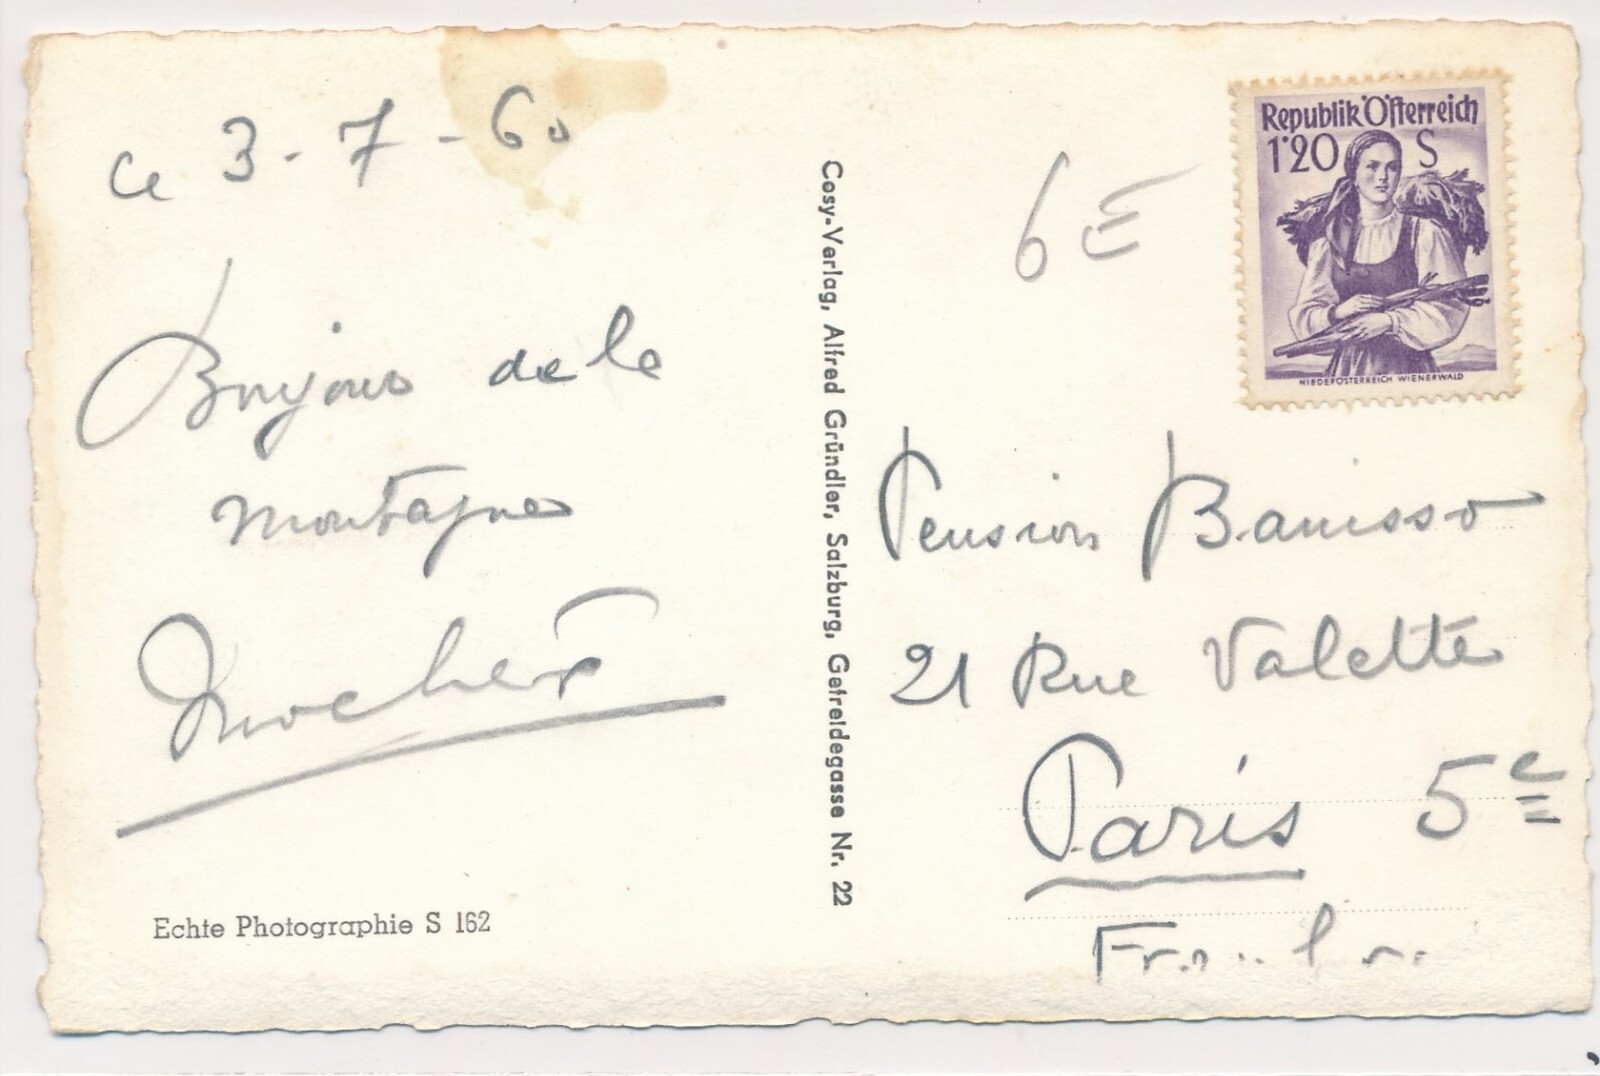 ce 3-7-60
Bonjour de la
montagne
Echte Photographie S 162
Cosy-Verlag, Alfred Gründler, Salzburg, Getreidegasse Nr. 22
6E
Republik Österreich
1'20 S
NIEDERÖSTERREICH WIENERWALD
Pension
21 Rue Valette
Paris 5e